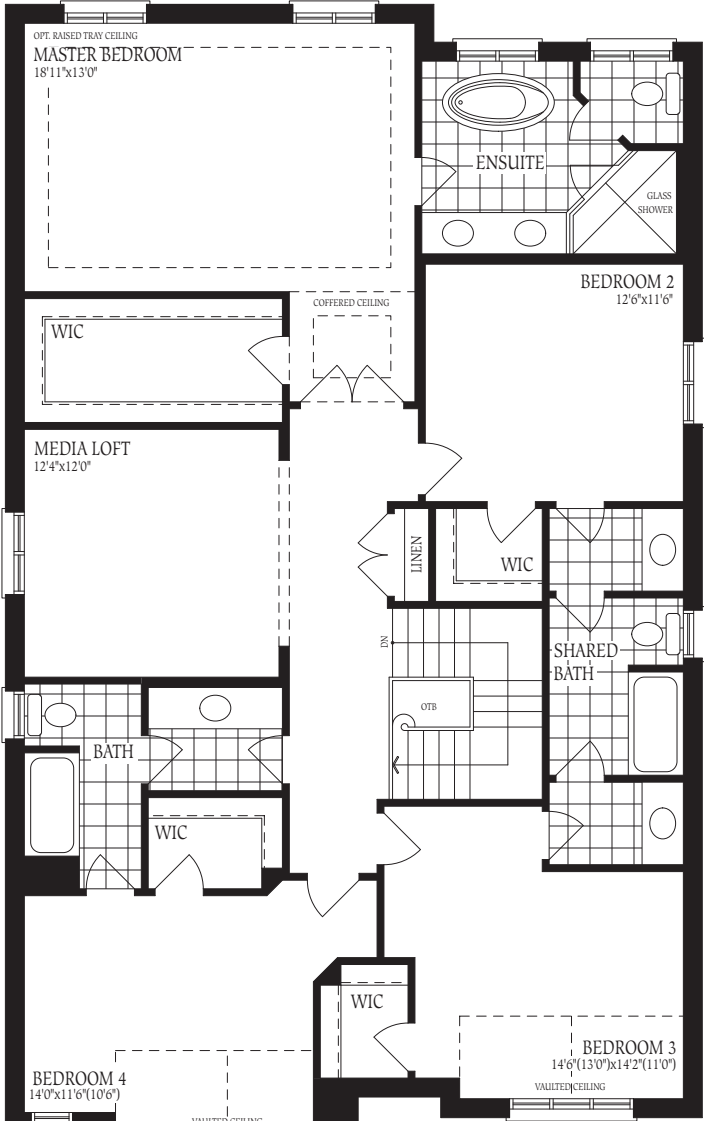 OPT. RAISED TRAY CEILING
MASTER BEDROOM
18'11"x13'0"
ENSUITE
GLASS
SHOWER
BEDROOM 2
12'6"x11'6"
COFFERED CEILING
WIC
MEDIA LOFT
12'4"x12'0"
LINEN
WIC
DN
SHARED
BATH
OTB
BATH
WIC
WIC
BEDROOM 3
14'6"(13'0")x14'2"(11'0")
VAULTED CEILING
BEDROOM 4
14'0"x11'6"(10'6")
VAULTED CEILING